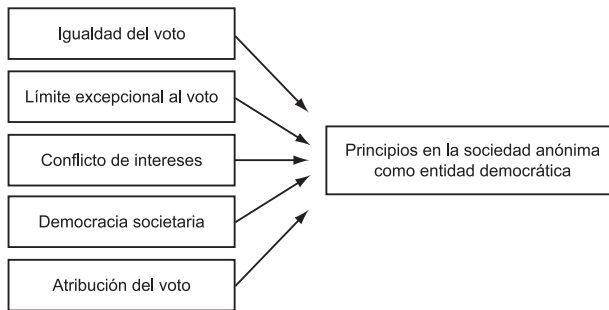 Igualdad del voto
Límite excepcional al voto
Conflicto de intereses
Democracia societaria
Atribución del voto
Principios en la sociedad anónima
como entidad democrática